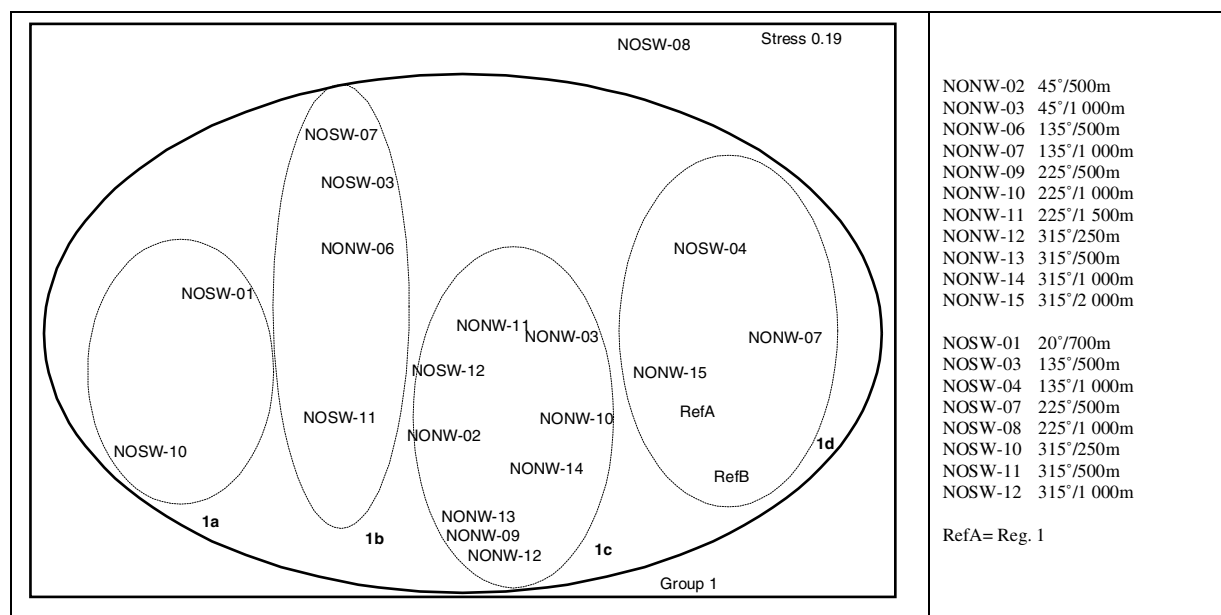 NOSW-08
Stress 0.19
NOSW-07
NOSW-03
NONW-06
NOSW-04
NOSW-01
NONW-11
NONW-03
NONW-07
NOSW-12
NONW-15
RefA
NOSW-11
NONW-10
NONW-02
1d
NOSW-10
NONW-14
RefB
NONW-13
1a
NONW-09
1b
NONW-12
1c
Group 1
NONW-02 45˚/500m
NONW-03 45˚/1 000m
NONW-06 135˚/500m
NONW-07 135˚/1 000m
NONW-09 225˚/500m
NONW-10 225˚/1 000m
NONW-11 225˚/1 500m
NONW-12 315˚/250m
NONW-13 315˚/500m
NONW-14 315˚/1 000m
NONW-15 315˚/2 000m
NOSW-01 20˚/700m
NOSW-03 135˚/500m
NOSW-04 135˚/1 000m
NOSW-07 225˚/500m
NOSW-08 225˚/1 000m
NOSW-10 315˚/250m
NOSW-11 315˚/500m
NOSW-12 315˚/1 000m
RefA= Reg. 1